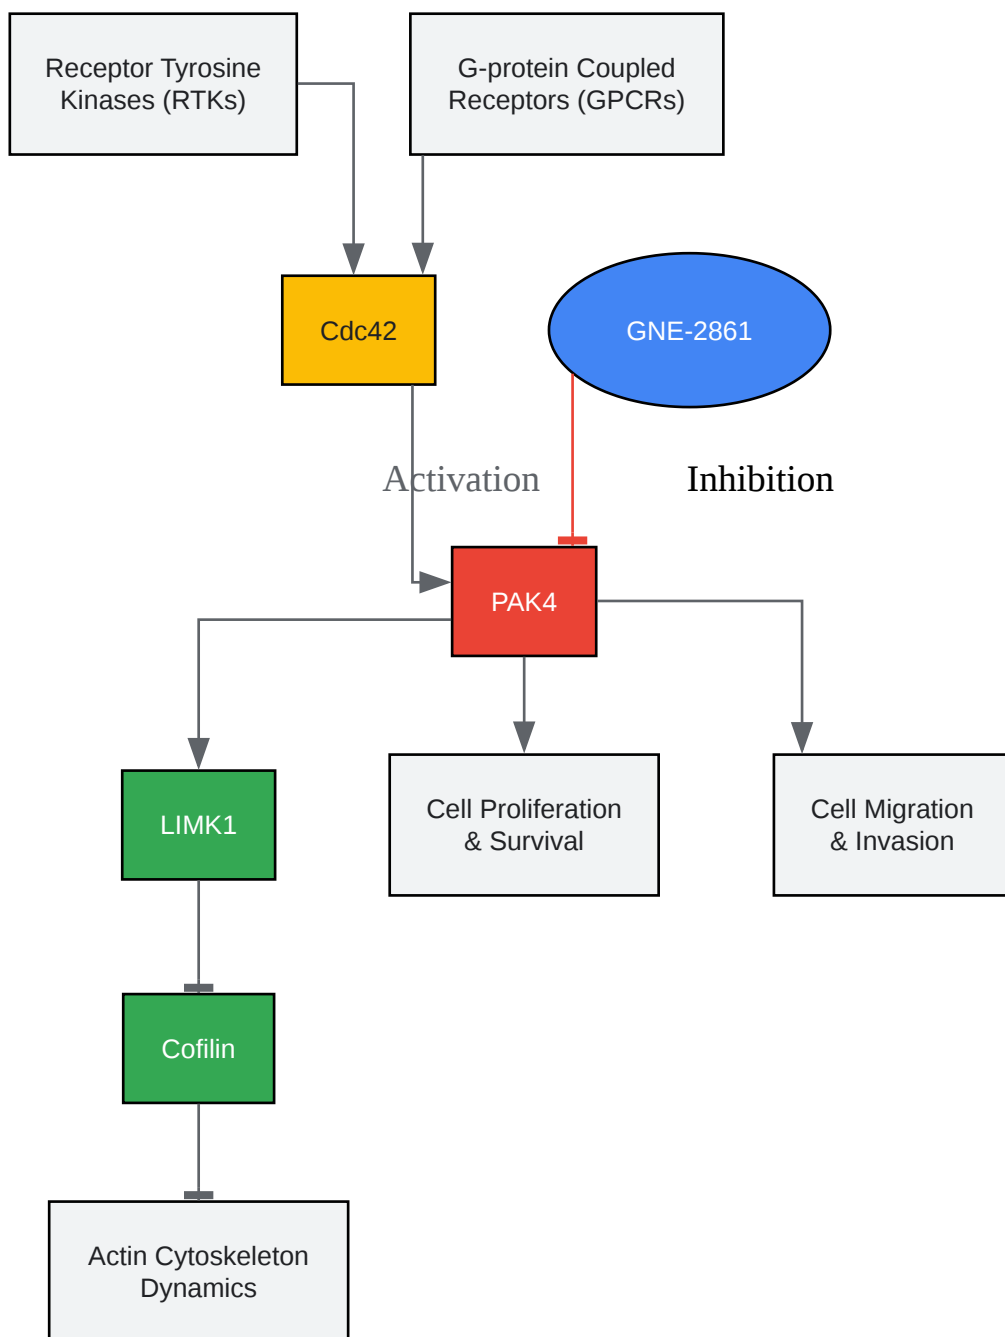 Receptor Tyrosine
Kinases (RTKs)
G-protein Coupled
Receptors (GPCRs)
Cdc42
GNE-2861
Activation
Inhibition
PAK4
LIMK1
Cell Proliferation
& Survival
Cell Migration
& Invasion
Cofilin
Actin Cytoskeleton
Dynamics